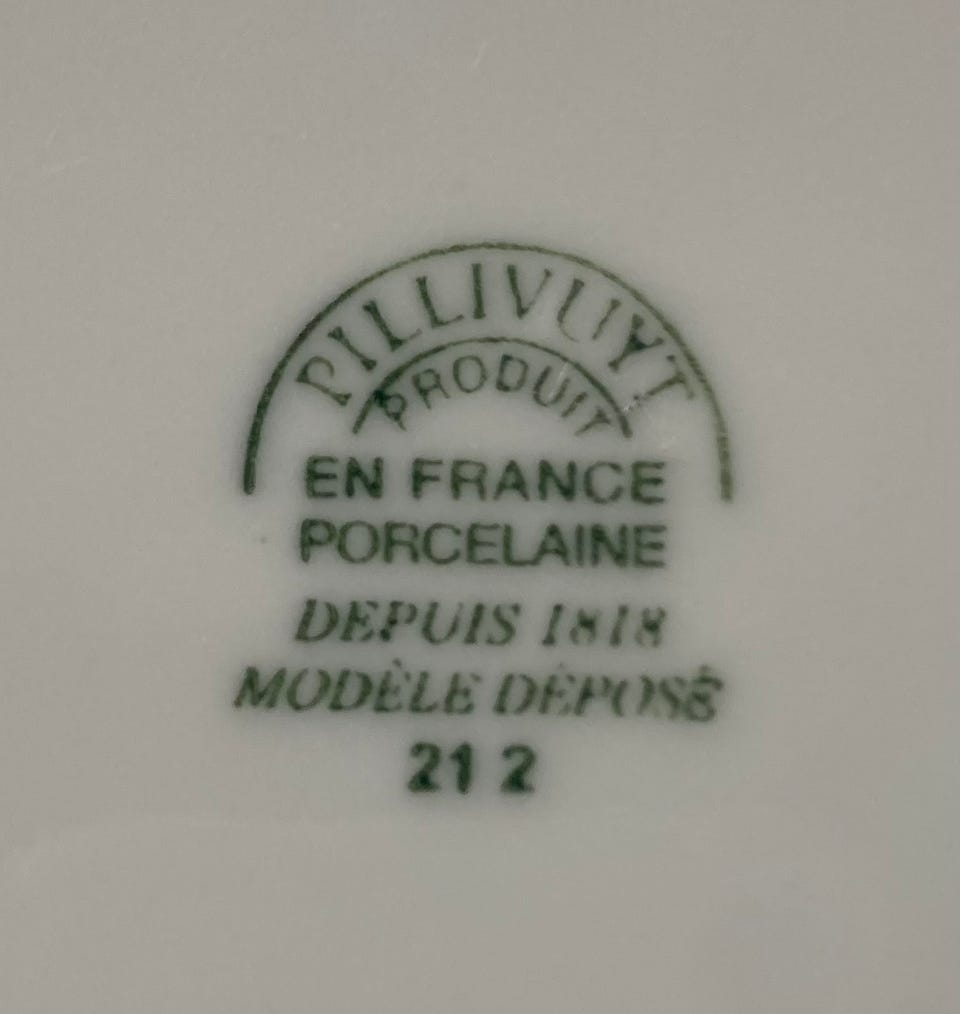 PILLIVUYT
PRODUIT
EN FRANCE
PORCELAINE
DEPUIS 1818
MODÈLE DÉPOSÉ
21 2